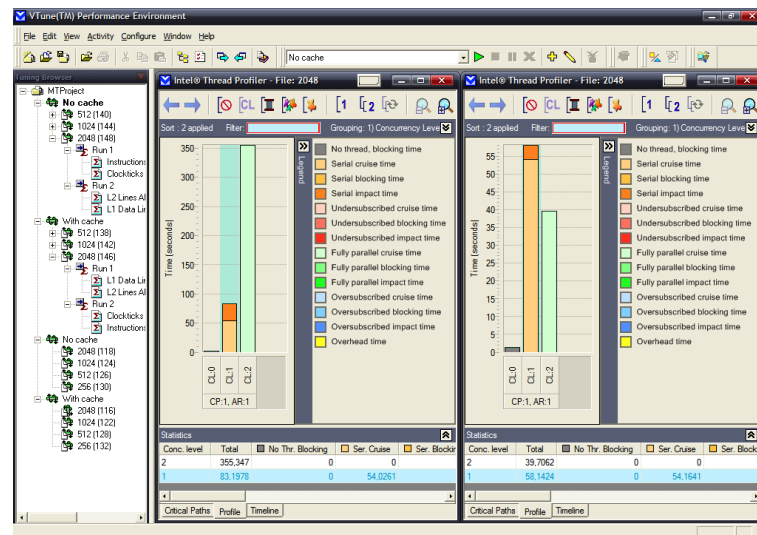 VTune(TM) Performance Environment
File Edit View Activity Configure Window Help
No cache
Tuning Browser
MTProject
No cache
512 (140)
1024 (144)
2048 (148)
Run 1
Instructions
Clockticks
Run 2
L2 Lines Al
L1 Data Lir
With cache
512 (138)
1024 (142)
2048 (146)
Run 1
L1 Data Lir
L2 Lines Al
Run 2
Clockticks
Instructions
No cache
2048 (118)
1024 (124)
512 (126)
256 (130)
With cache
2048 (116)
1024 (122)
512 (128)
256 (132)
Intel® Thread Profiler - File: 2048
CL 1 2
Sort : 2 applied Filter: Grouping: 1) Concurrency Leve
Legend
350
300
250
200
150
100
50
0
Time (seconds)
CL:0
CL:1
CL:2
CP:1, AR:1
No thread, blocking time
Serial cruise time
Serial blocking time
Serial impact time
Undersubscribed cruise time
Undersubscribed blocking time
Undersubscribed impact time
Fully parallel cruise time
Fully parallel blocking time
Fully parallel impact time
Oversubscribed cruise time
Oversubscribed blocking time
Oversubscribed impact time
Overhead time
Statistics
Conc. level Total No Thr. Blocking Ser. Cruise Ser. Blockin
2 355,347 0 0
1 83,1978 0 54,0261
Critical Paths Profile Timeline
Intel® Thread Profiler - File: 2048
CL 1 2
Sort : 2 applied Filter: Grouping: 1) Concurrency Leve
Legend
55
50
45
40
35
30
25
20
15
10
5
0
Time (seconds)
CL:0
CL:1
CL:2
CP:1, AR:1
No thread, blocking time
Serial cruise time
Serial blocking time
Serial impact time
Undersubscribed cruise time
Undersubscribed blocking time
Undersubscribed impact time
Fully parallel cruise time
Fully parallel blocking time
Fully parallel impact time
Oversubscribed cruise time
Oversubscribed blocking time
Oversubscribed impact time
Overhead time
Statistics
Conc. level Total No Thr. Blocking Ser. Cruise Ser. Block
2 39,7062 0 0
1 58,1424 0 54,1641
Critical Paths Profile Timeline